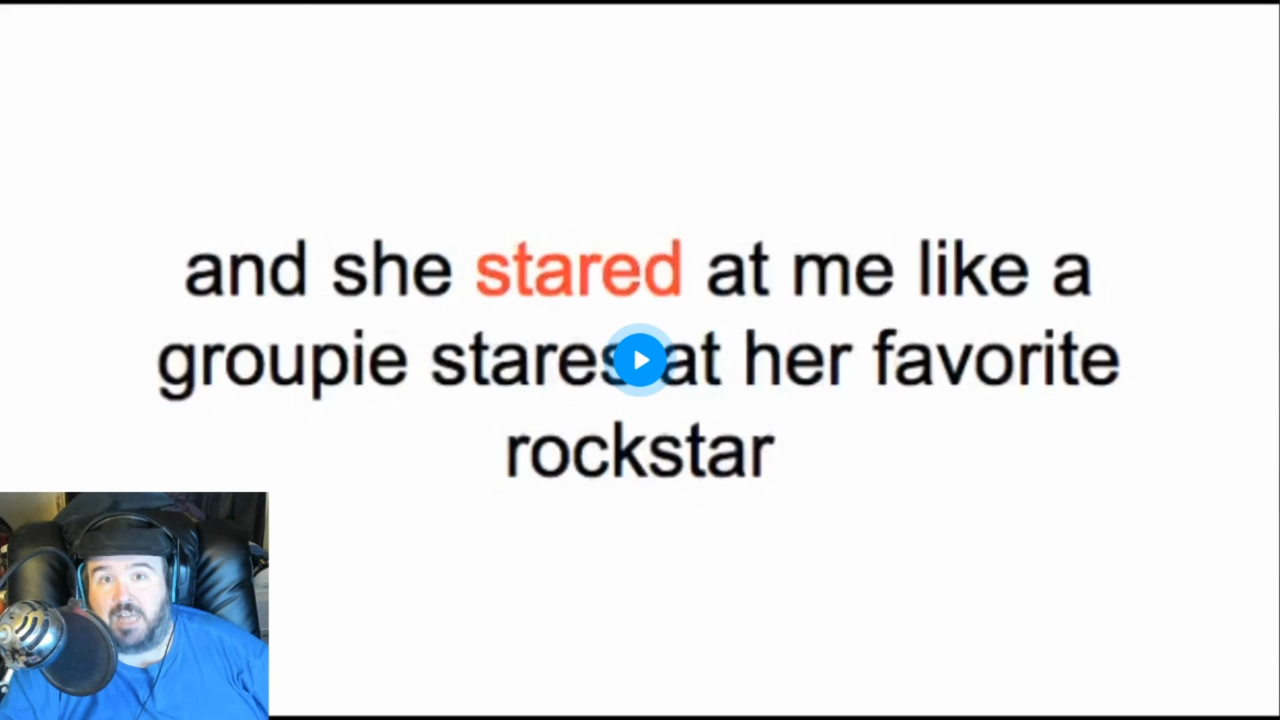 and she stared at me like a
groupie stares at her favorite
rockstar